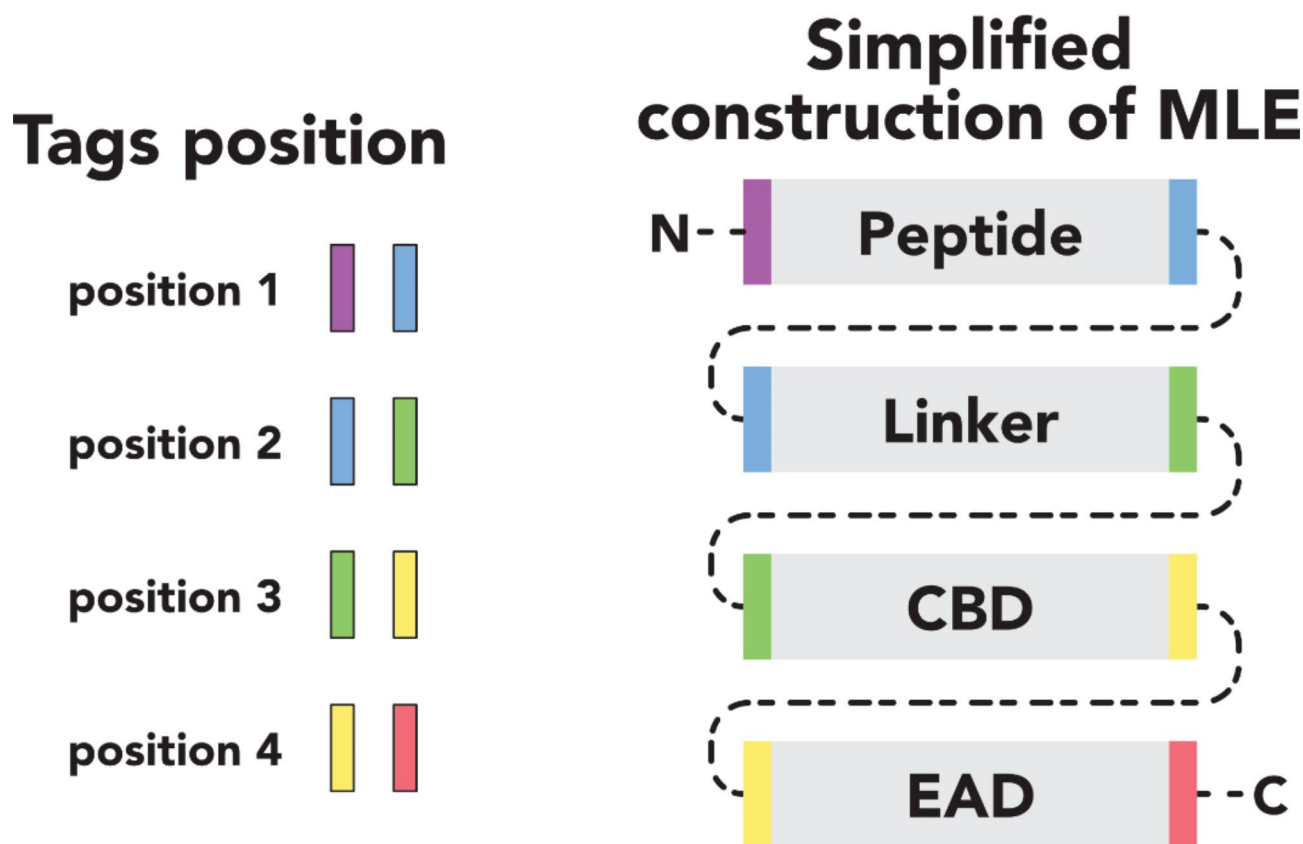 Tags position
position 1
position 2
position 3
position 4
Simplified
construction of MLE
N
Peptide
Linker
CBD
EAD
C